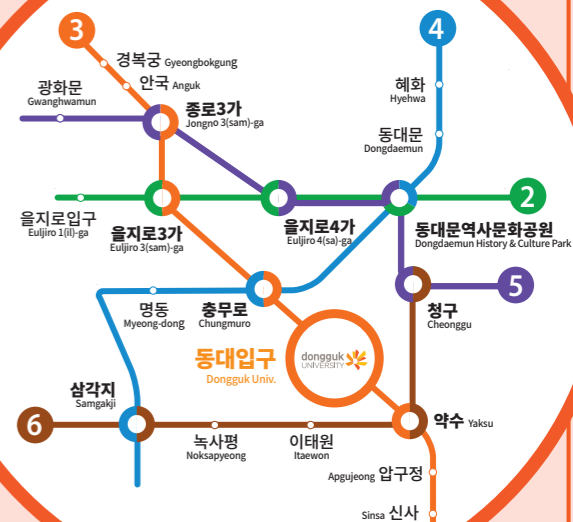 3
4
경복궁 Gyeongbokgung
안국 Anguk
광화문
Gwanghwamun
혜화
Hyehwa
종로3가
Jongno 3(sam)-ga
동대문
Dongdaemun
2
을지로입구
Euljiro 1(il)-ga
을지로3가
Euljiro 3(sam)-ga
을지로4가
Euljiro 4(sa)-ga
동대문역사문화공원
Dongdaemun History & Culture Park
5
명동
Myeong-dong
충무로
Chungmuro
청구
Cheonggu
동대입구
Dongguk Univ.
dongguk
UNIVERSITY
삼각지
Samgakji
6
녹사평
Noksapyeong
이태원
Itaewon
약수 Yaksu
Apgujeong 압구정
Sinsa 신사